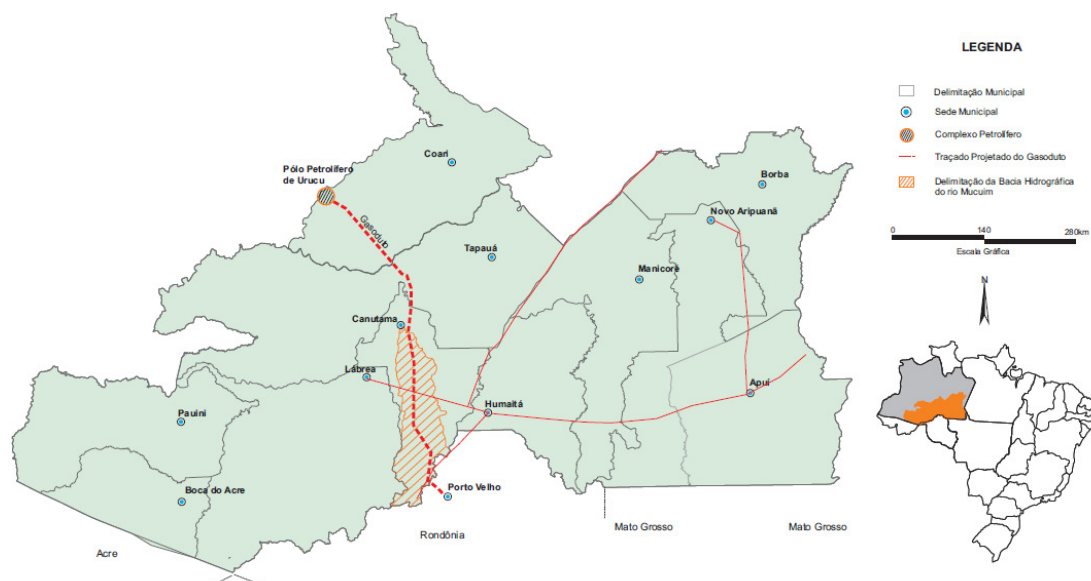 LEGENDA
Delimitação Municipal
Sede Municipal
Complexo Petrolífero
Traçado Projetado do Gasoduto
Delimitação da Bacia Hidrográfica
do rio Mucuim
0 140 280km
Escala Gráfica
N
Coari
Pólo Petrolífero
de Urucu
Gasoduto
Borba
Novo Aripuanã
Tapauá
Manicoré
Canutama
Lábrea
Humaitá
Apuí
Pauini
Boca do Acre
Porto Velho
Rondônia
Mato Grosso
Mato Grosso
Acre